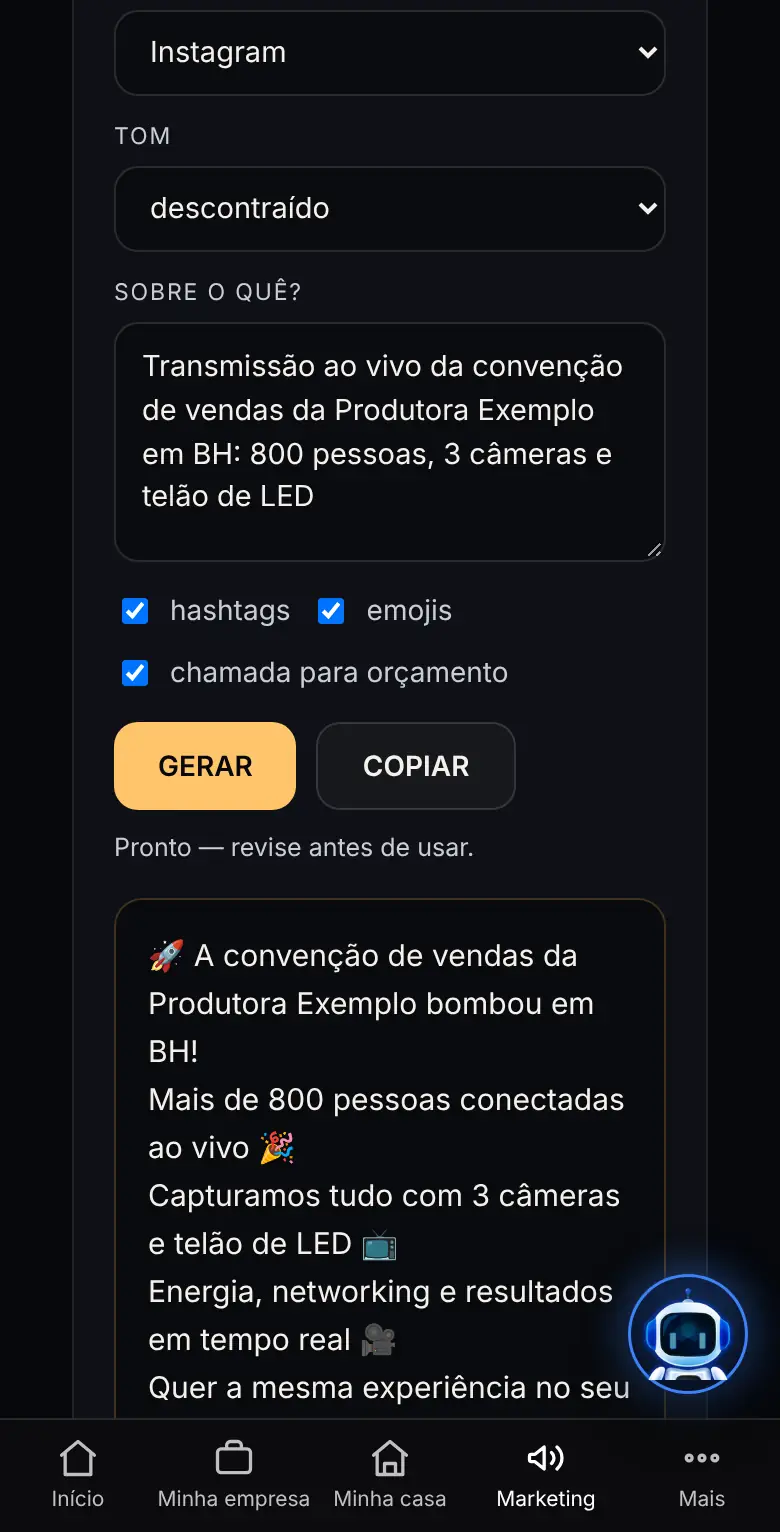 Instagram
TOM
descontraído
SOBRE O QUÊ?
Transmissão ao vivo da convenção
de vendas da Produtora Exemplo
em BH: 800 pessoas, 3 câmeras e
telão de LED
hashtags
emojis
chamada para orçamento
GERAR
COPIAR
Pronto — revise antes de usar.
🚀 A convenção de vendas da
Produtora Exemplo bombou em
BH!
Mais de 800 pessoas conectadas
ao vivo 🎉
Capturamos tudo com 3 câmeras
e telão de LED 📺
Energia, networking e resultados
em tempo real 🎥
Quer a mesma experiência no seu
Início
Minha empresa
Minha casa
Marketing
Mais